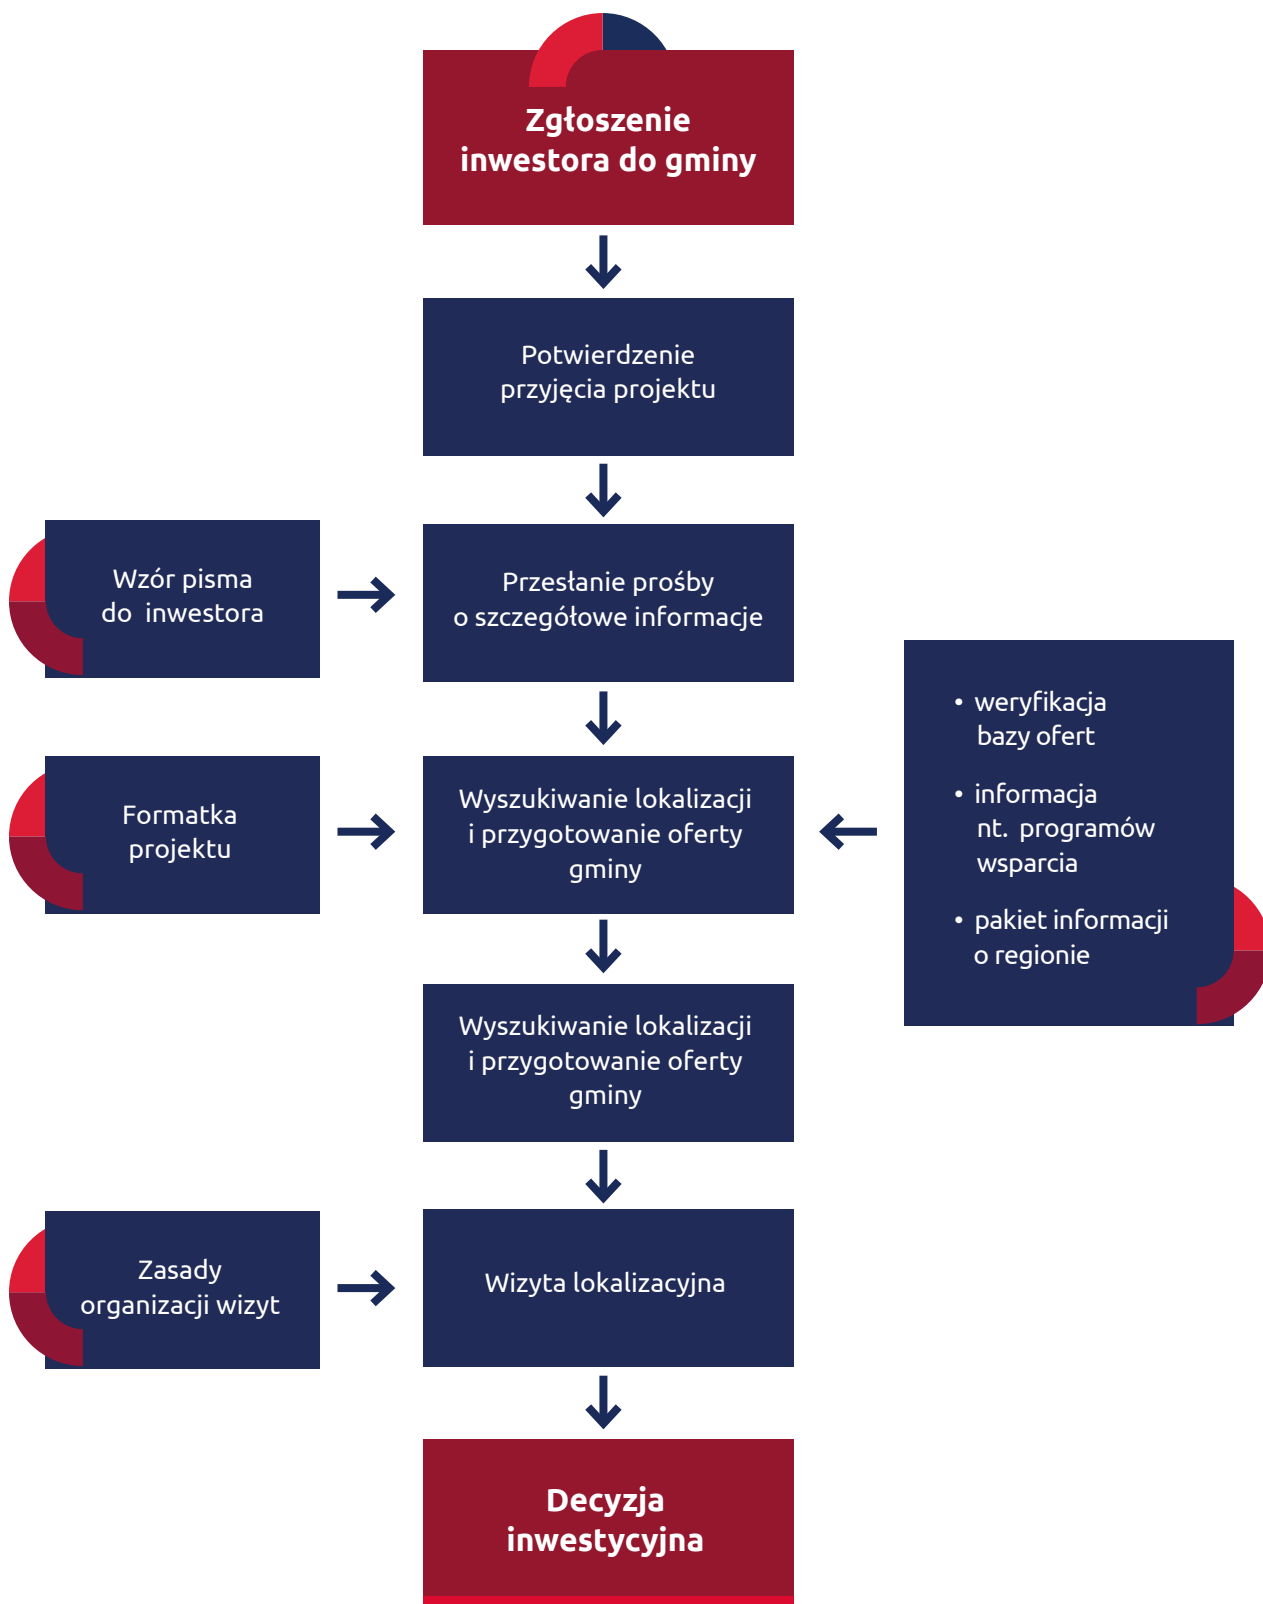 Zgłoszenie
inwestora do gminy
Potwierdzenie
przyjęcia projektu
Wzór pisma
do inwestora
Przesłanie prośby
o szczegółowe informacje
Formatka
projektu
Wyszukiwanie lokalizacji
i przygotowanie oferty
gminy
• weryfikacja
bazy ofert
• informacja
nt. programów
wsparcia
• pakiet informacji
o regionie
Wyszukiwanie lokalizacji
i przygotowanie oferty
gminy
Zasady
organizacji wizyt
Wizyta lokalizacyjna
Decyzja
inwestycyjna